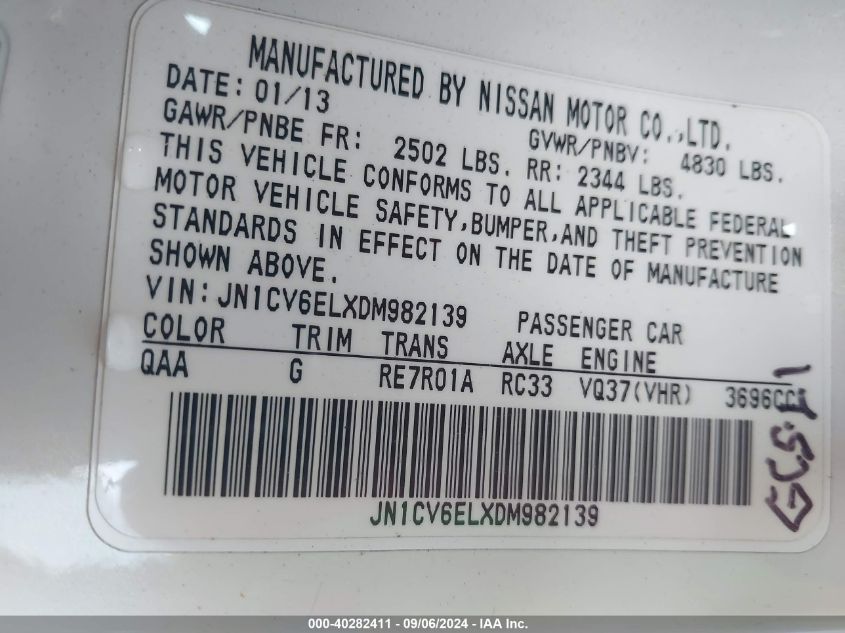 MANUFACTURED BY NISSAN MOTOR CO.,LTD.
DATE: 01/13 GVWR/PNBV: 4830 LBS.
GAWR/PNBE FR: 2502 LBS. RR: 2344 LBS.
THIS VEHICLE CONFORMS TO ALL APPLICABLE FEDERAL
MOTOR VEHICLE SAFETY,BUMPER,AND THEFT PREVENTION
STANDARDS IN EFFECT ON THE DATE OF MANUFACTURE
SHOWN ABOVE.
VIN: JN1CV6ELXDM982139 PASSENGER CAR
COLOR TRIM TRANS AXLE ENGINE
QAA G RE7R01A RC33 VQ37(VHR) 3696CC
JN1CV6ELXDM982139
000-40282411 - 09/06/2024 - IAA Inc.